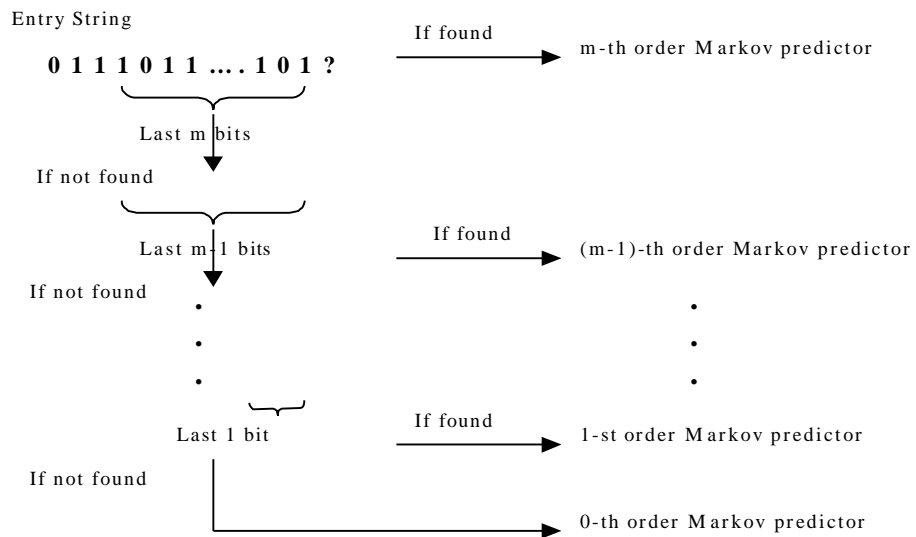 Entry String
0 1 1 1 0 1 1 .... 1 0 1 ?
If found
m-th order Markov predictor
Last m bits
If not found
Last m-1 bits
If found
(m-1)-th order Markov predictor
If not found
Last 1 bit
If found
1-st order Markov predictor
If not found
0-th order Markov predictor